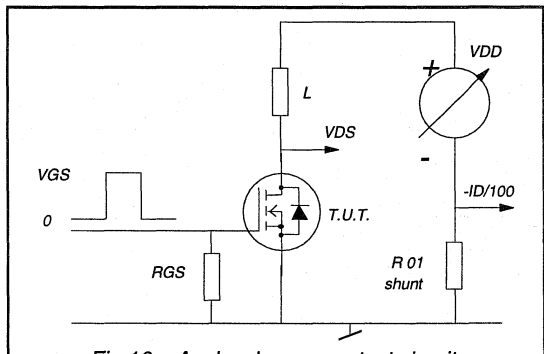 VDD
+
L
VDS
-
VGS
-ID/100
0
T.U.T.
RGS
R 01
shunt